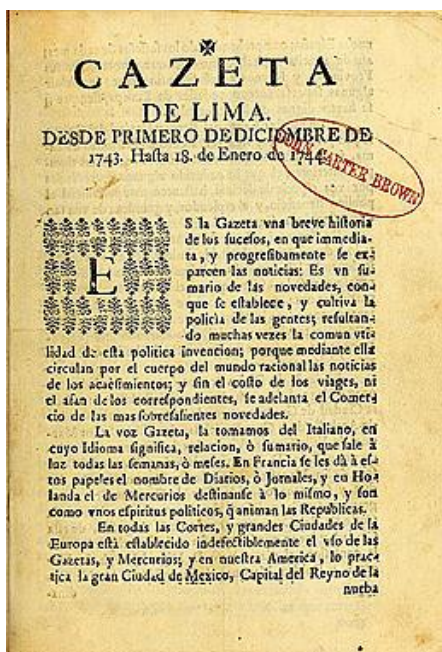 CAZETA
DE LIMA.
DESDE PRIMERO DE DICIEMBRE DE
1743. Hasta 18. de Enero de 1744.
JOHN CARTER BROWN
ES la Gazeta vna breve historia
de los sucesos, en que immedia-
ta, y progresibamente se ex-
parcen las noticias: Es vn su-
mario de las novedades, con-
que se establece, y cultiva la
policia de las gentes; resultan-
do muchas vezes la comun vti-
lidad de esta politica invencion; porque mediante ella
circulan por el cuerpo del mundo racional las noticias
de los acaesimientos; y sin el costo de los viages, ni
el afan de los correspondientes, se adelanta el Comer-
cio de las mas sobresalientes novedades.
La voz Gazeta, la tomamos del Italiano, en
cuyo Idioma significa, relacion, ò sumario, que sale à
luz todas las semanas, ò meses. En Francia se les dà à es-
tos papeles el nombre de Diarios, ò Jornales, y en Ho-
landa el de Mercurios destinanse à lo mismo, y son
como vnos espiritus politicos, q̃ animan las Republicas.
En todas las Cortes, y grandes Ciudades de la
Europa està establecido indefectiblemente el vso de las
Gazetas, y Mercurios; y en nuestra America, lo prac-
tica la gran Ciudad de Mexico, Capital del Reyno de la
nueba